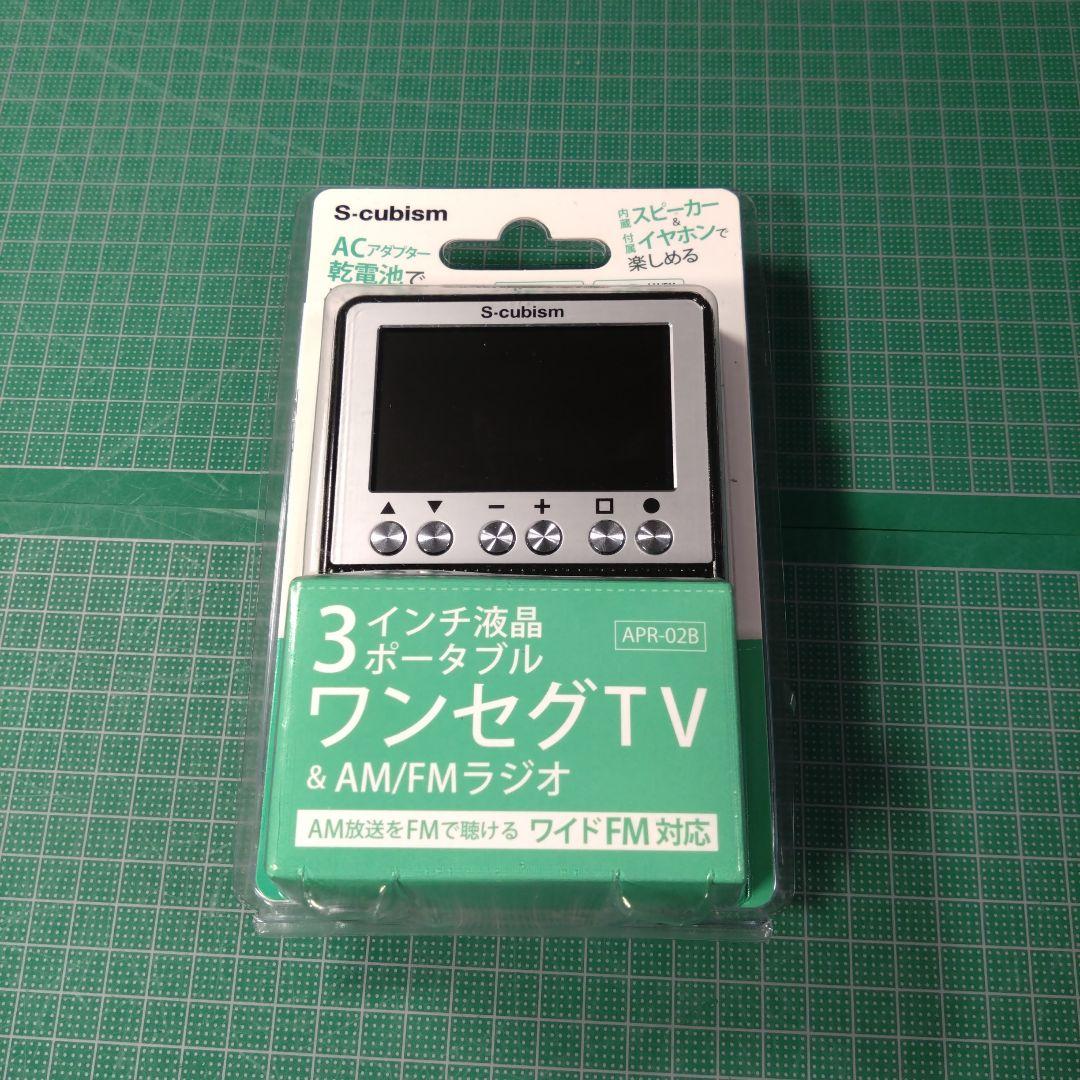 S-cubism
ACアダプター
乾電池で
内蔵スピーカー
&
付属イヤホンで
楽しめる
S-cubism
▲ ▼ − + □ ●
3インチ液晶
ポータブル
APR-02B
ワンセグTV
& AM/FMラジオ
AM放送をFMで聴ける ワイドFM対応